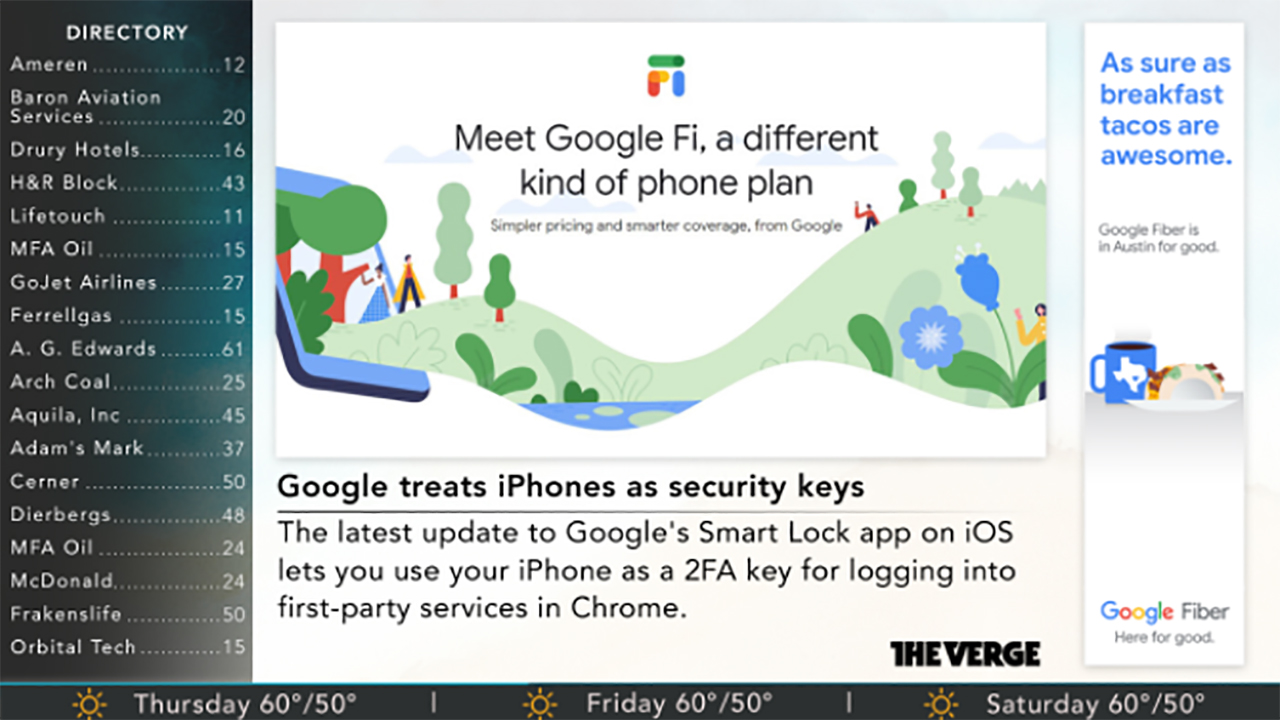 DIRECTORY
Ameren ..................12
Baron Aviation
Services .................20
Drury Hotels............16
H&R Block...............43
Lifetouch ................11
MFA Oil ..................15
GoJet Airlines .........27
Ferrellgas ...............15
A. G. Edwards .........61
Arch Coal................25
Aquila, Inc ..............45
Adam's Mark...........37
Cerner ...................50
Dierbergs................48
MFA Oil ..................24
McDonald...............24
Frakenslife ..............50
Orbital Tech ............15
Fi
Meet Google Fi, a different
kind of phone plan
Simpler pricing and smarter coverage, from Google
Google treats iPhones as security keys
The latest update to Google's Smart Lock app on iOS
lets you use your iPhone as a 2FA key for logging into
first-party services in Chrome.
THE VERGE
As sure as
breakfast
tacos are
awesome.
Google Fiber is
in Austin for good.
Google Fiber
Here for good.
Thursday 60°/50° | Friday 60°/50° | Saturday 60°/50°